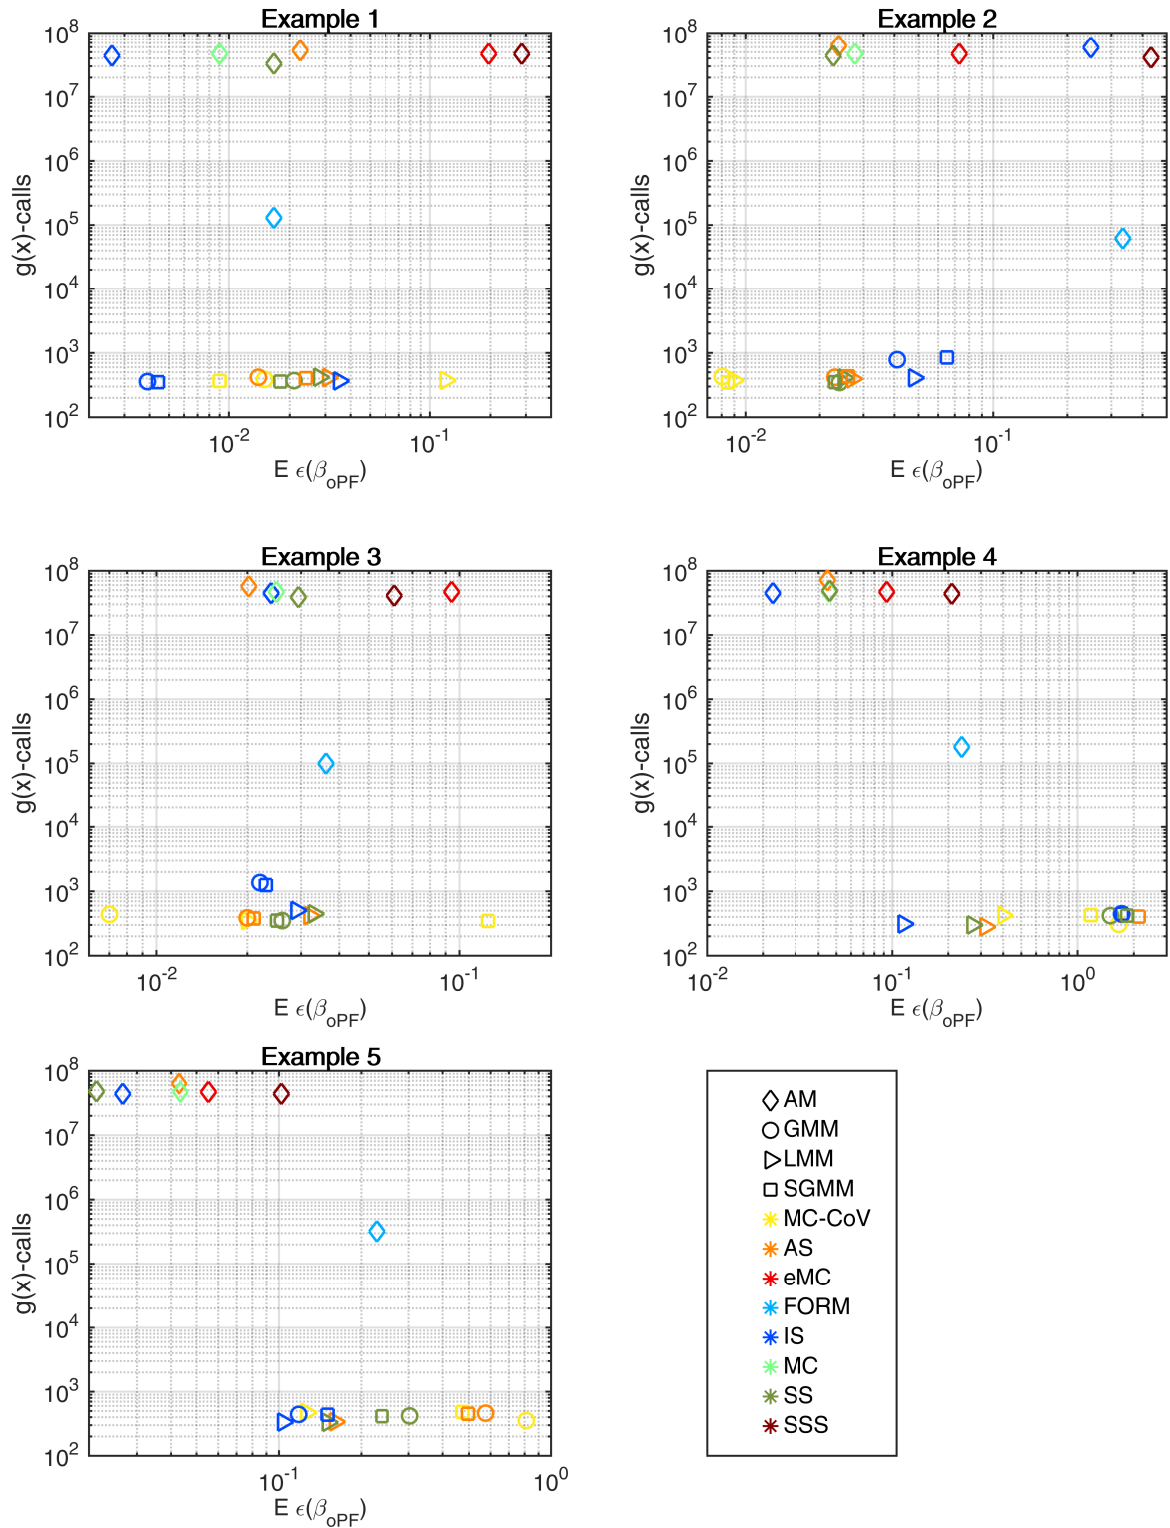 Example 1
10^8
10^7
10^6
10^5
10^4
10^3
10^2
g(x)-calls
10^-2
10^-1
E ϵ(β_oPF)
Example 2
10^8
10^7
10^6
10^5
10^4
10^3
10^2
g(x)-calls
10^-2
10^-1
E ϵ(β_oPF)
Example 3
10^8
10^7
10^6
10^5
10^4
10^3
10^2
g(x)-calls
10^-2
10^-1
E ϵ(β_oPF)
Example 4
10^8
10^7
10^6
10^5
10^4
10^3
10^2
g(x)-calls
10^-2
10^-1
10^0
E ϵ(β_oPF)
Example 5
10^8
10^7
10^6
10^5
10^4
10^3
10^2
g(x)-calls
10^-1
10^0
E ϵ(β_oPF)
AM
GMM
LMM
SGMM
MC-CoV
AS
eMC
FORM
IS
MC
SS
SSS